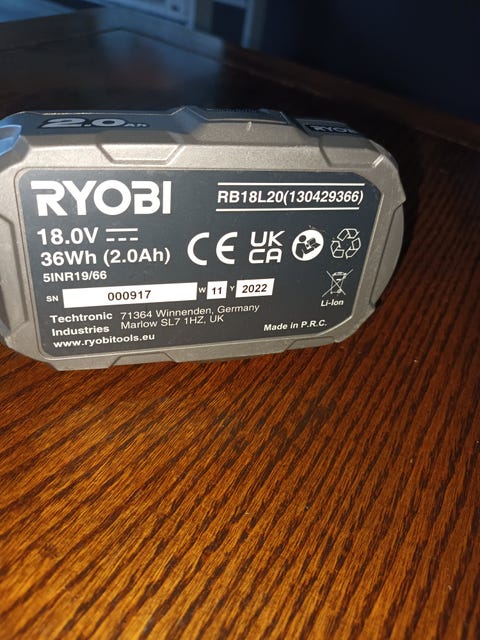 2.0Ah
RYOBI
RYOBI
RB18L20(130429366)
18.0V
36Wh (2.0Ah)
5INR19/66
CE UK CA
SN 000917 W 11 Y 2022
Li-Ion
Techtronic Industries
71364 Winnenden, Germany
Marlow SL7 1HZ, UK
www.ryobitools.eu
Made in P.R.C.